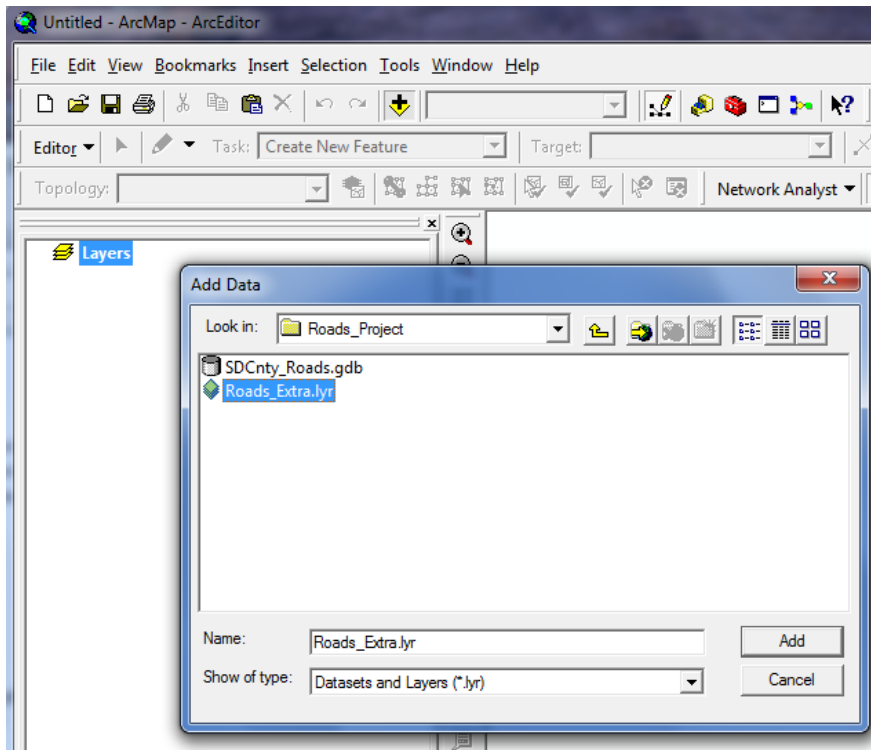 Untitled - ArcMap - ArcEditor
File Edit View Bookmarks Insert Selection Tools Window Help
Editor Task: Create New Feature Target:
Topology: Network Analyst
Layers
Add Data
Look in: Roads_Project
SDCnty_Roads.gdb
Roads_Extra.lyr
Name: Roads_Extra.lyr Add
Show of type: Datasets and Layers (*.lyr) Cancel